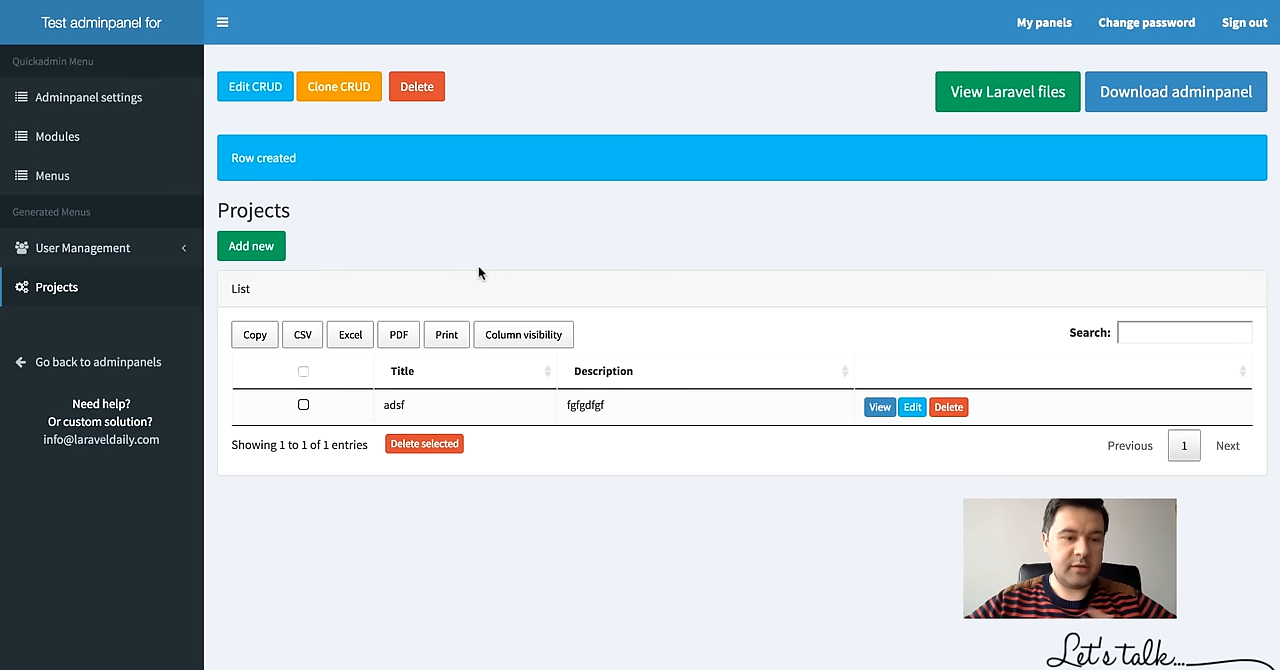 Test adminpanel for
My panels Change password Sign out
Quickadmin Menu
Adminpanel settings
Modules
Menus
Generated Menus
User Management
Projects
Go back to adminpanels
Need help?
Or custom solution?
info@laraveldaily.com
Edit CRUD Clone CRUD Delete
View Laravel files Download adminpanel
Row created
Projects
Add new
List
Copy CSV Excel PDF Print Column visibility
Search:
Title Description
adsf fgfgdfgf View Edit Delete
Showing 1 to 1 of 1 entries Delete selected
Previous 1 Next
Let's talk...